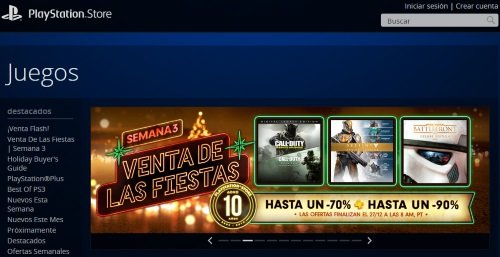 PlayStation.Store
Iniciar sesión | Crear cuenta
Buscar
Juegos
destacados
¡Venta Flash!
Venta De Las Fiestas
| Semana 3
Holiday Buyer's
Guide
PlayStation®Plus
Best Of PS3
Nuevos Esta
Semana
Nuevos Este Mes
Próximamente
Destacados
Ofertas Semanales
SEMANA 3
VENTA DE
LAS FIESTAS
10
AÑOS
CALL OF DUTY
BATTLEFRONT
HASTA UN -70% HASTA UN -90%
• LAS OFERTAS FINALIZAN EL 27/12 A LAS 8 AM, PT •